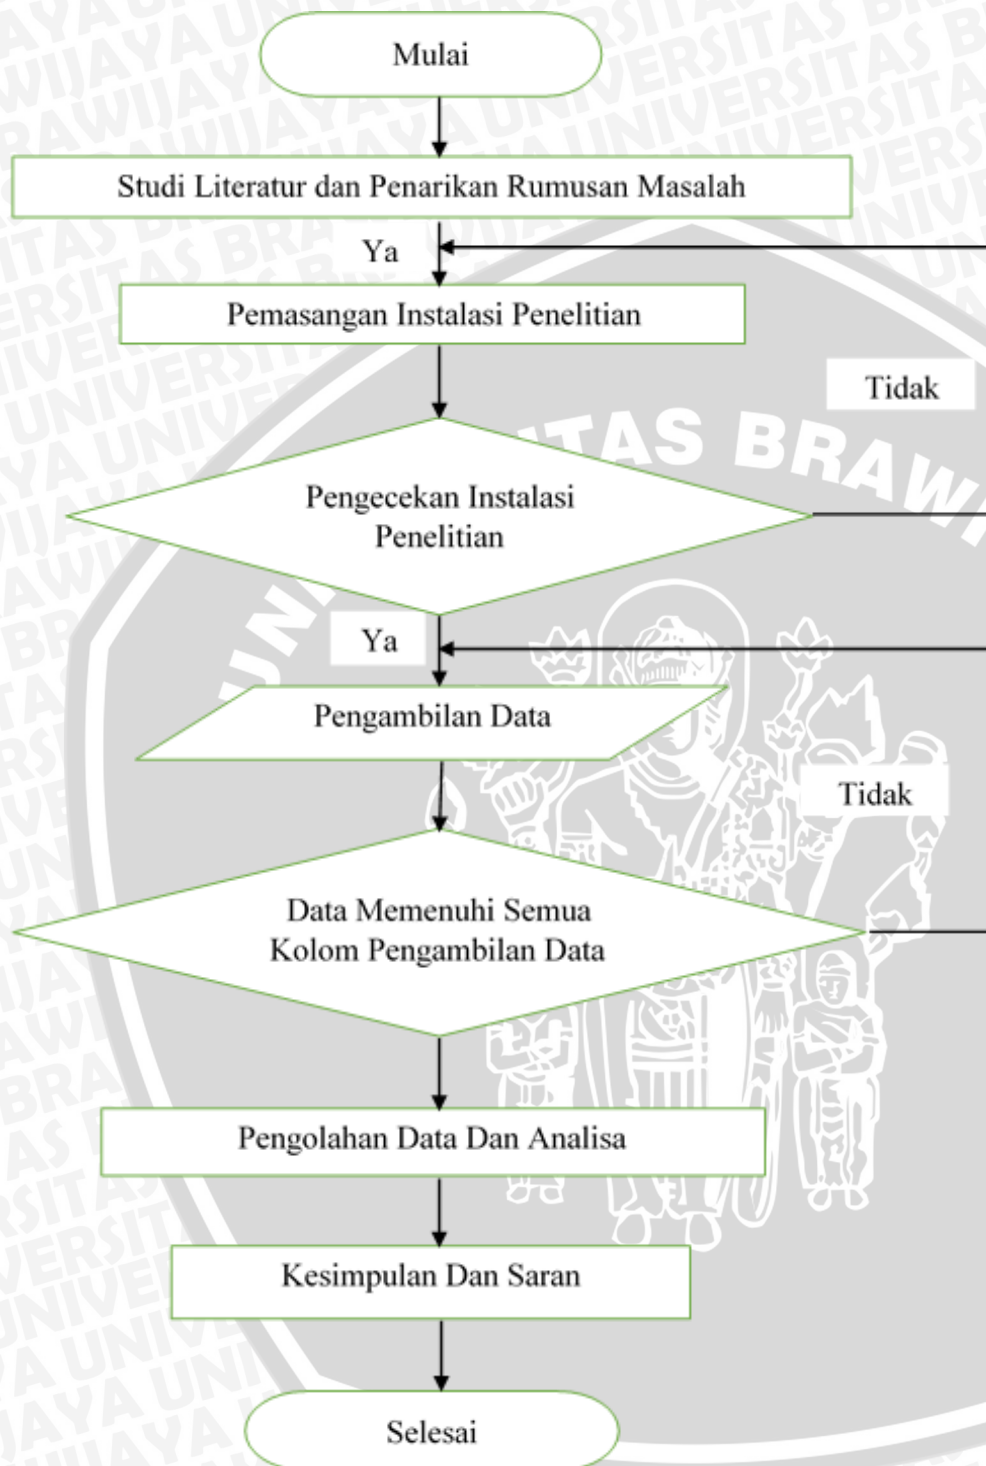 Mulai
Studi Literatur dan Penarikan Rumusan Masalah
Ya
Pemasangan Instalasi Penelitian
Tidak
Pengecekan Instalasi
Penelitian
Ya
Pengambilan Data
Tidak
Data Memenuhi Semua
Kolom Pengambilan Data
Pengolahan Data Dan Analisa
Kesimpulan Dan Saran
Selesai